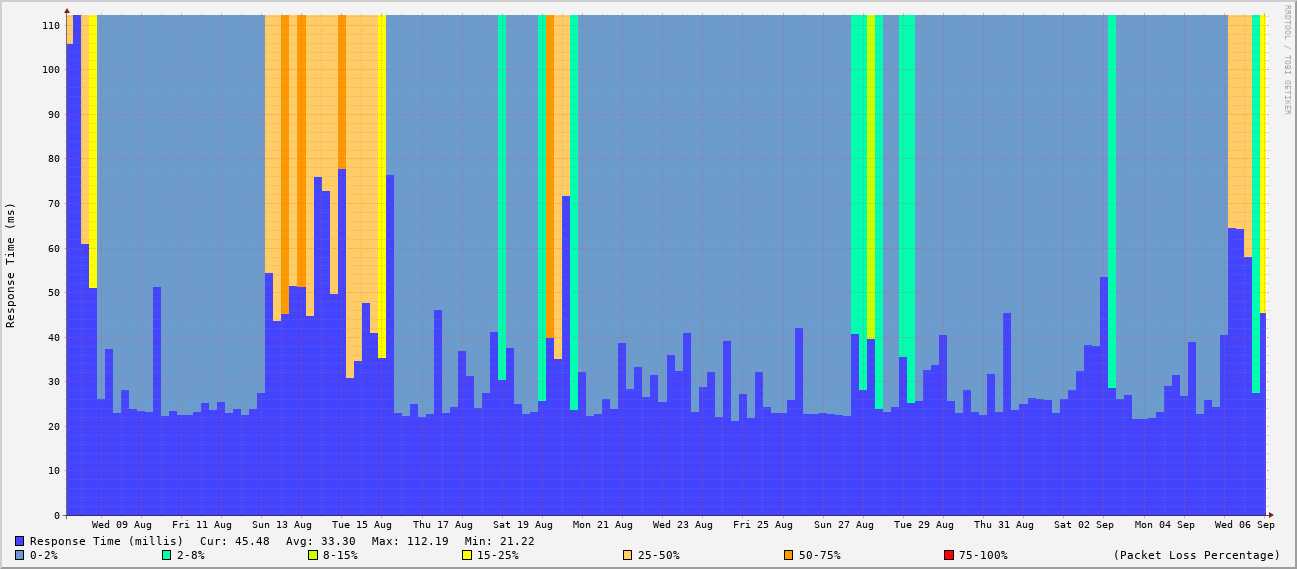 RRDTOOL / TOBI OETIKER
Response Time (ms)
110
100
90
80
70
60
50
40
30
20
10
0
Wed 09 Aug Fri 11 Aug Sun 13 Aug Tue 15 Aug Thu 17 Aug Sat 19 Aug Mon 21 Aug Wed 23 Aug Fri 25 Aug Sun 27 Aug Tue 29 Aug Thu 31 Aug Sat 02 Sep Mon 04 Sep Wed 06 Sep
Response Time (millis) Cur: 45.48 Avg: 33.30 Max: 112.19 Min: 21.22
0-2% 2-8% 8-15% 15-25% 25-50% 50-75% 75-100% (Packet Loss Percentage)